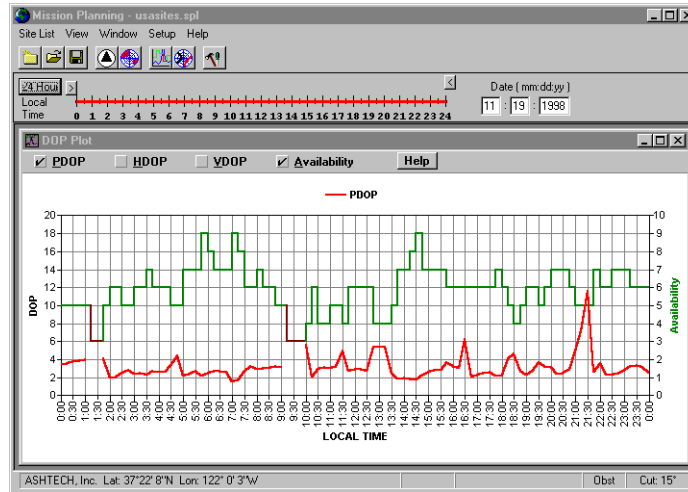 Mission Planning - usasites.spl
Site List View Window Setup Help
24 Hour
Local
Time
0 1 2 3 4 5 6 7 8 9 10 11 12 13 14 15 16 17 18 19 20 21 22 23 24
Date ( mm:dd:yy )
11 : 19 : 1998
DOP Plot
PDOP HDOP VDOP Availability Help
PDOP
20
18
16
14
12
10
8
6
4
2
0
DOP
10
9
8
7
6
5
4
3
2
1
0
Availability
0:00 0:30 1:00 1:30 2:00 2:30 3:00 3:30 4:00 4:30 5:00 5:30 6:00 6:30 7:00 7:30 8:00 8:30 9:00 9:30 10:00 10:30 11:00 11:30 12:00 12:30 13:00 13:30 14:00 14:30 15:00 15:30 16:00 16:30 17:00 17:30 18:00 18:30 19:00 19:30 20:00 20:30 21:00 21:30 22:00 22:30 23:00 23:30 0:00
LOCAL TIME
ASHTECH, Inc. Lat: 37°22' 8"N Lon: 122° 0' 3"W Obst Cut: 15°